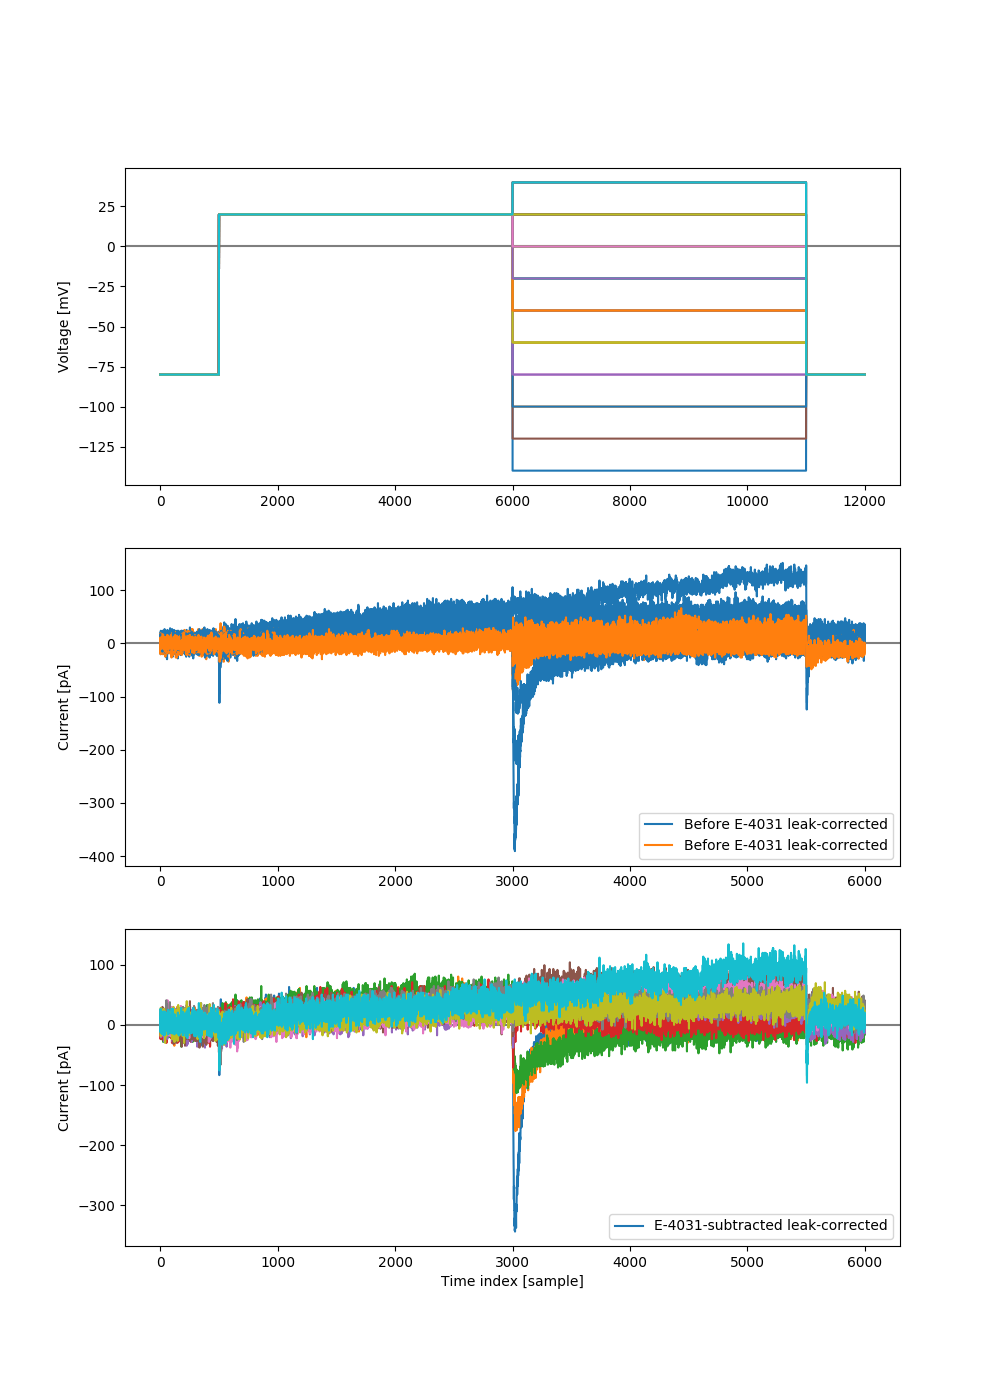 Voltage [mV]
25
0
−25
−50
−75
−100
−125
0 2000 4000 6000 8000 10000 12000
Current [pA]
100
0
−100
−200
−300
−400
Before E-4031 leak-corrected
Before E-4031 leak-corrected
0 1000 2000 3000 4000 5000 6000
Current [pA]
100
0
−100
−200
−300
E-4031-subtracted leak-corrected
0 1000 2000 3000 4000 5000 6000
Time index [sample]